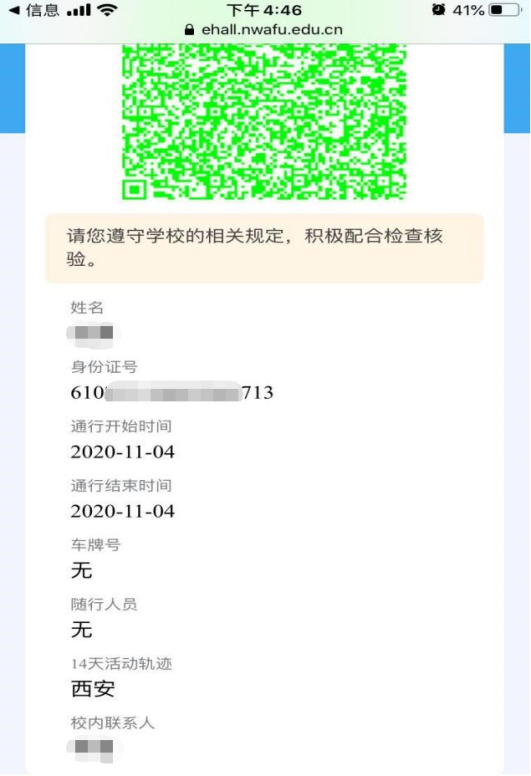 信息
下午4:46
41%
ehall.nwafu.edu.cn
请您遵守学校的相关规定，积极配合检查核
验。
姓名
身份证号
610 713
通行开始时间
2020-11-04
通行结束时间
2020-11-04
车牌号
无
随行人员
无
14天活动轨迹
西安
校内联系人